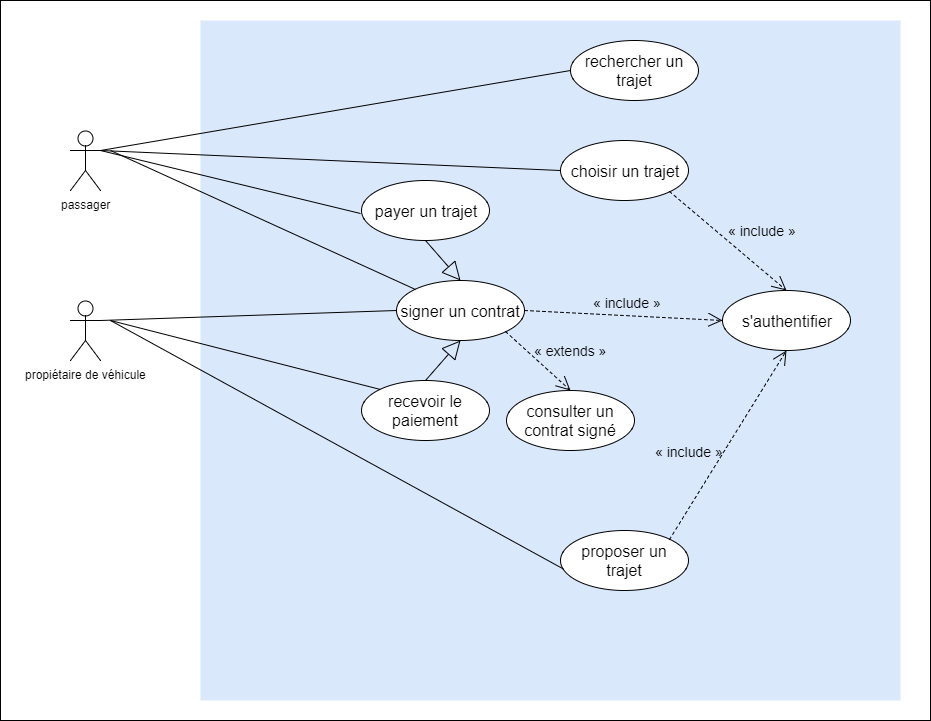 rechercher un
trajet
choisir un trajet
passager
payer un trajet
« include »
« include »
signer un contrat
s'authentifier
« extends »
propiétaire de véhicule
recevoir le
paiement
consulter un
contrat signé
« include »
proposer un
trajet